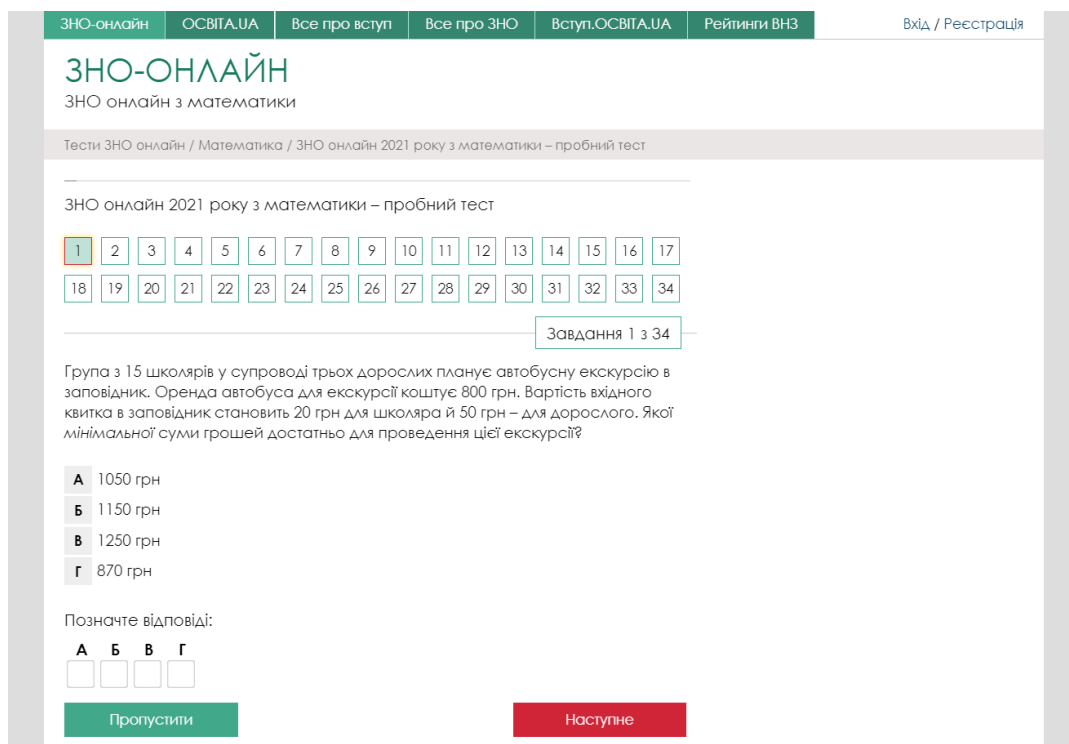 ЗНО-онлайн ОСВІТА.UA Все про вступ Все про ЗНО Вступ.ОСВІТА.UA Рейтинги ВНЗ Вхід / Реєстрація
ЗНО-ОНЛАЙН
ЗНО онлайн з математики
Тести ЗНО онлайн / Математика / ЗНО онлайн 2021 року з математики – пробний тест
ЗНО онлайн 2021 року з математики – пробний тест
1 2 3 4 5 6 7 8 9 10 11 12 13 14 15 16 17
18 19 20 21 22 23 24 25 26 27 28 29 30 31 32 33 34
Завдання 1 з 34
Група з 15 школярів у супроводі трьох дорослих планує автобусну екскурсію в
заповідник. Оренда автобуса для екскурсії коштує 800 грн. Вартість вхідного
квитка в заповідник становить 20 грн для школяра й 50 грн – для дорослого. Якої
мінімальної суми грошей достатньо для проведення цієї екскурсії?
А 1050 грн
Б 1150 грн
В 1250 грн
Г 870 грн
Позначте відповіді:
А Б В Г
Пропустити Наступне